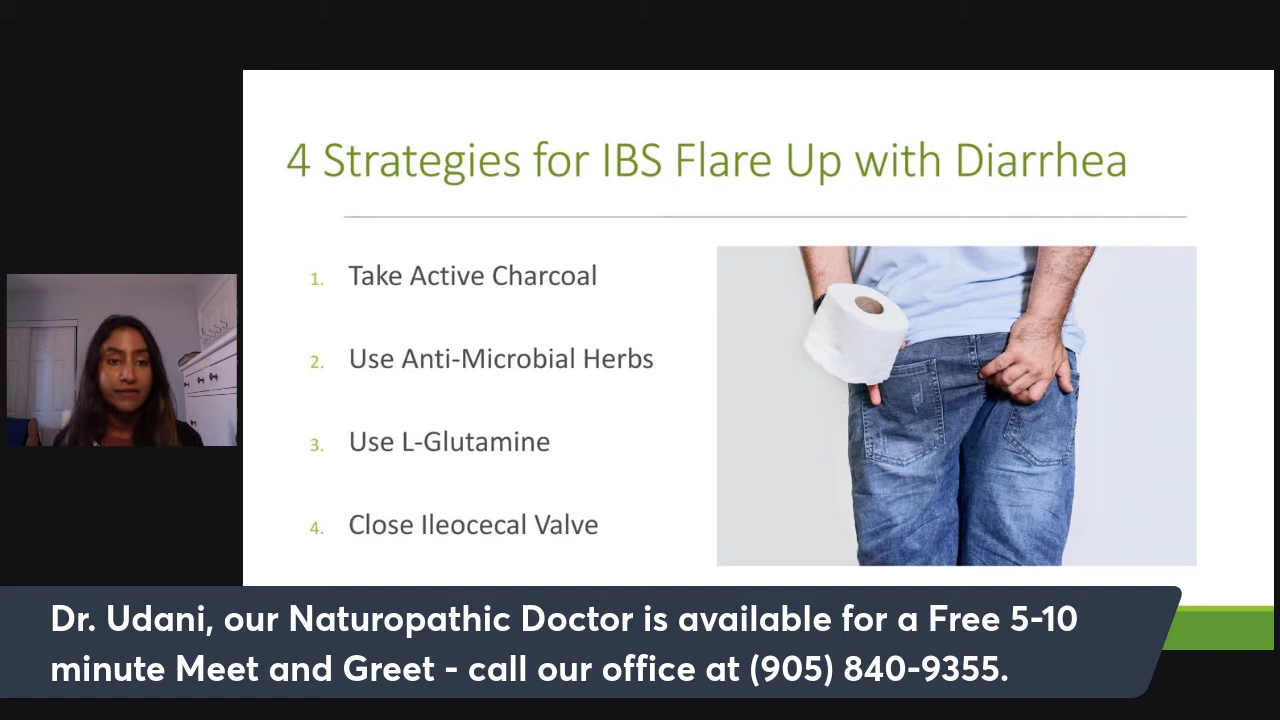 4 Strategies for IBS Flare Up with Diarrhea
1. Take Active Charcoal
2. Use Anti-Microbial Herbs
3. Use L-Glutamine
4. Close Ileocecal Valve
Dr. Udani, our Naturopathic Doctor is available for a Free 5-10
minute Meet and Greet - call our office at (905) 840-9355.